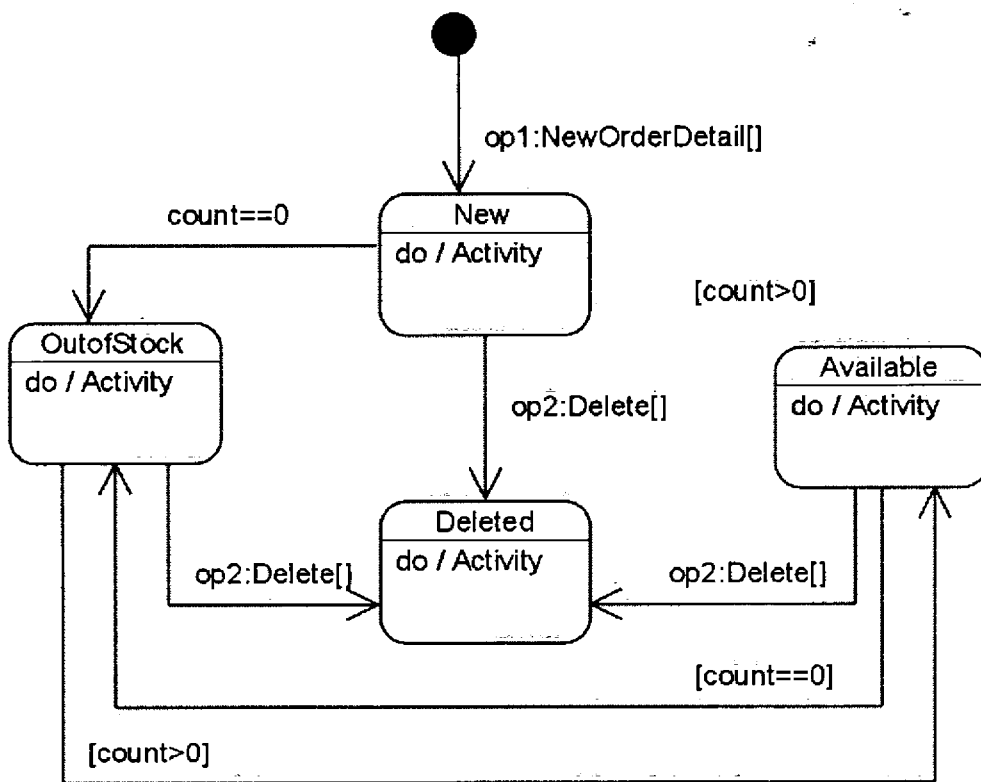 op1:NewOrderDetail[]
New
do / Activity
count==0
[count>0]
OutofStock
do / Activity
Available
do / Activity
op2:Delete[]
Deleted
do / Activity
op2:Delete[]
op2:Delete[]
[count==0]
[count>0]